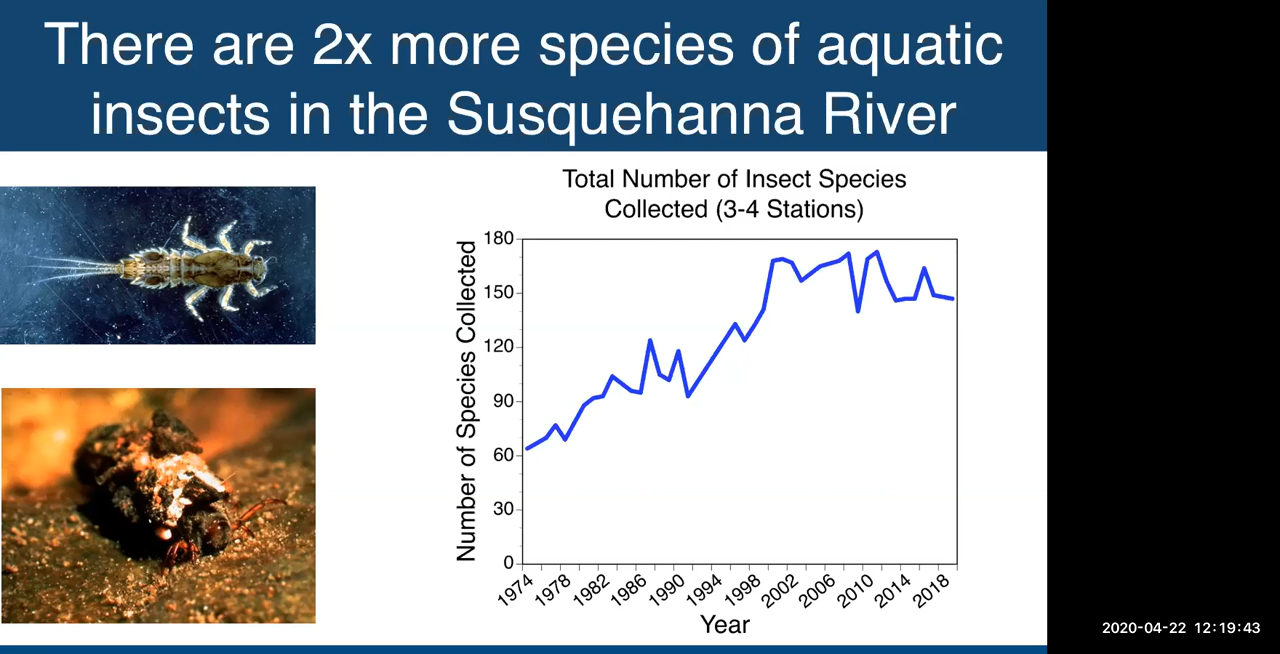 There are 2x more species of aquatic
insects in the Susquehanna River
Total Number of Insect Species
Collected (3-4 Stations)
Number of Species Collected
180
150
120
90
60
30
0
1974 1978 1982 1986 1990 1994 1998 2002 2006 2010 2014 2018
Year
2020-04-22 12:19:43